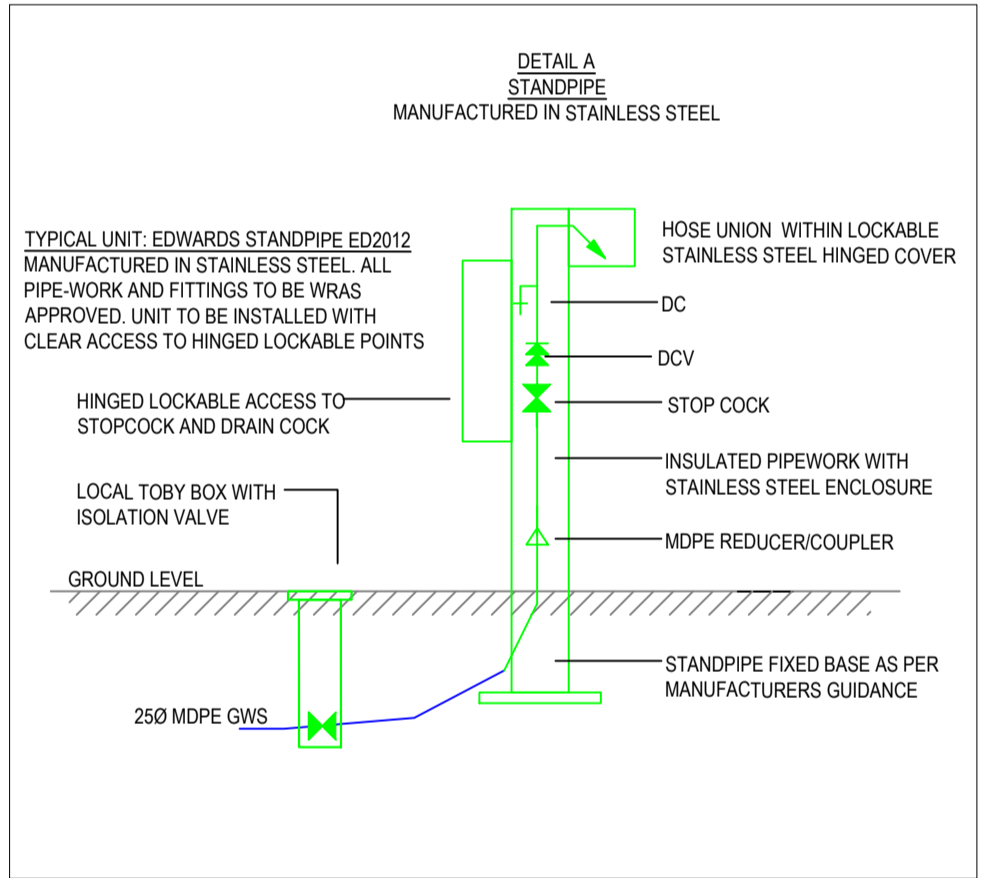 DETAIL A
STANDPIPE
MANUFACTURED IN STAINLESS STEEL
TYPICAL UNIT: EDWARDS STANDPIPE ED2012
MANUFACTURED IN STAINLESS STEEL. ALL
PIPE-WORK AND FITTINGS TO BE WRAS
APPROVED. UNIT TO BE INSTALLED WITH
CLEAR ACCESS TO HINGED LOCKABLE POINTS
HOSE UNION WITHIN LOCKABLE
STAINLESS STEEL HINGED COVER
DC
DCV
HINGED LOCKABLE ACCESS TO
STOPCOCK AND DRAIN COCK
STOP COCK
INSULATED PIPEWORK WITH
STAINLESS STEEL ENCLOSURE
LOCAL TOBY BOX WITH
ISOLATION VALVE
MDPE REDUCER/COUPLER
GROUND LEVEL
STANDPIPE FIXED BASE AS PER
MANUFACTURERS GUIDANCE
25Ø MDPE GWS